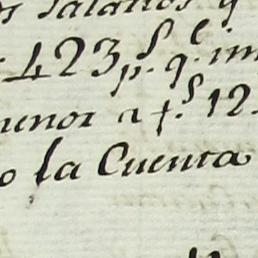 salarios q
423 p.s q.e im
menor a f.s 12
o la Cuenta